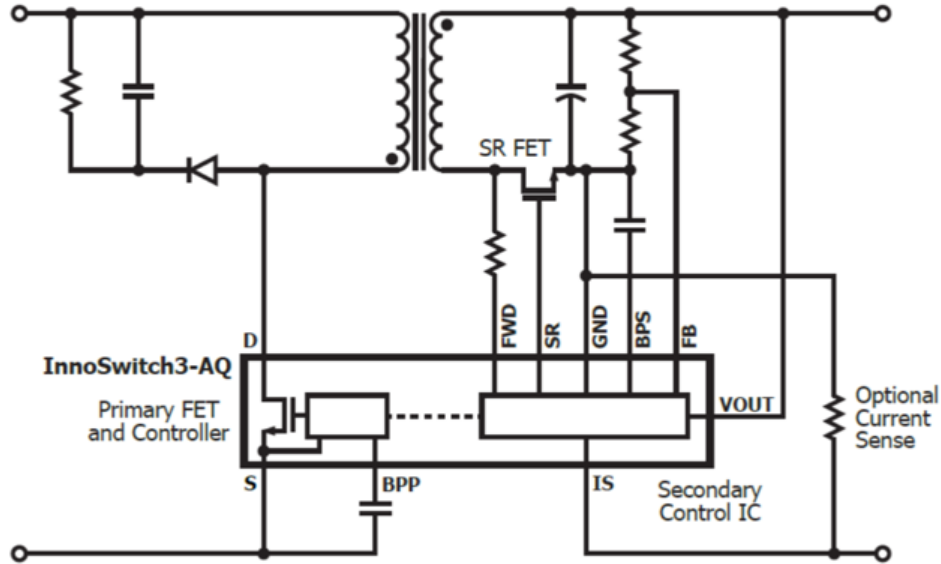 SR FET
FWD
SR
GND
BPS
FB
D
InnoSwitch3-AQ
Primary FET
and Controller
VOUT
Optional
Current
Sense
S
BPP
IS
Secondary
Control IC